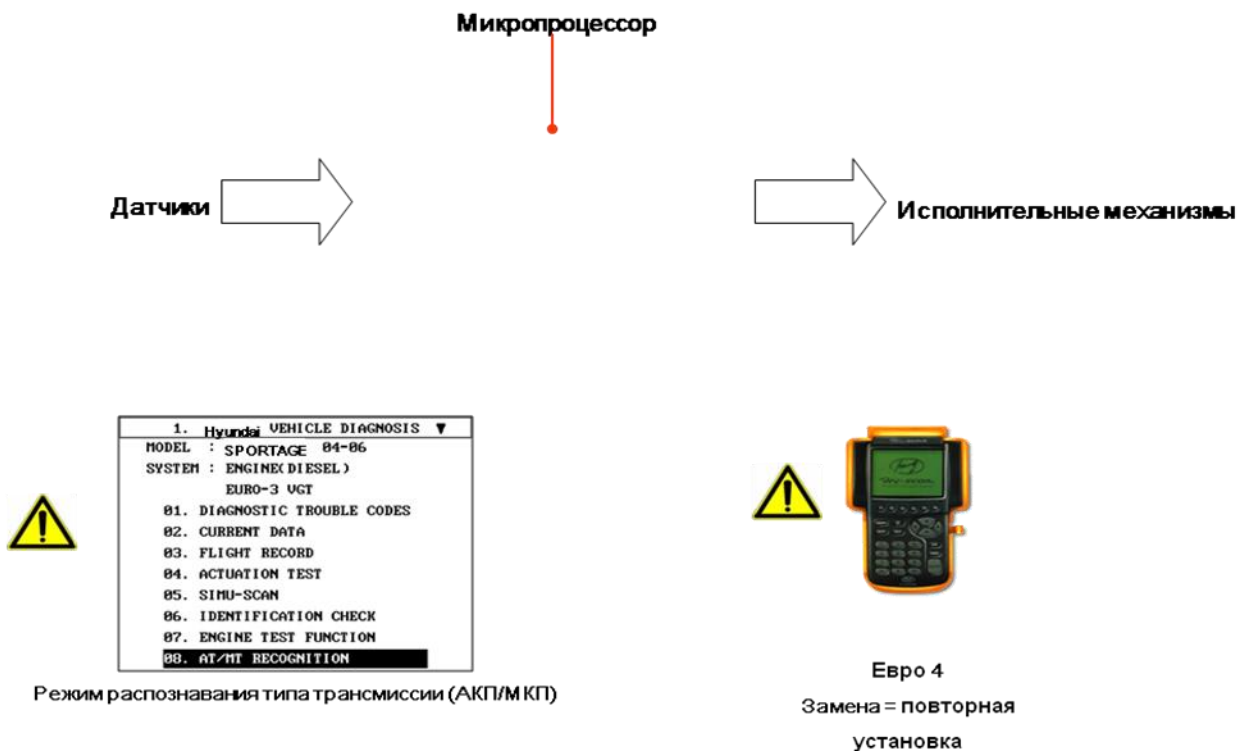 Микропроцессор
Датчики
Исполнительные механизмы
1. Hyundai VEHICLE DIAGNOSIS ▼
MODEL : SPORTAGE 04-06
SYSTEM : ENGINE(DIESEL)
EURO-3 VGT
01. DIAGNOSTIC TROUBLE CODES
02. CURRENT DATA
03. FLIGHT RECORD
04. ACTUATION TEST
05. SIMU-SCAN
06. IDENTIFICATION CHECK
07. ENGINE TEST FUNCTION
08. AT/MT RECOGNITION
Режим распознавания типа трансмиссии (АКП/МКП)
Евро 4
Замена = повторная
установка